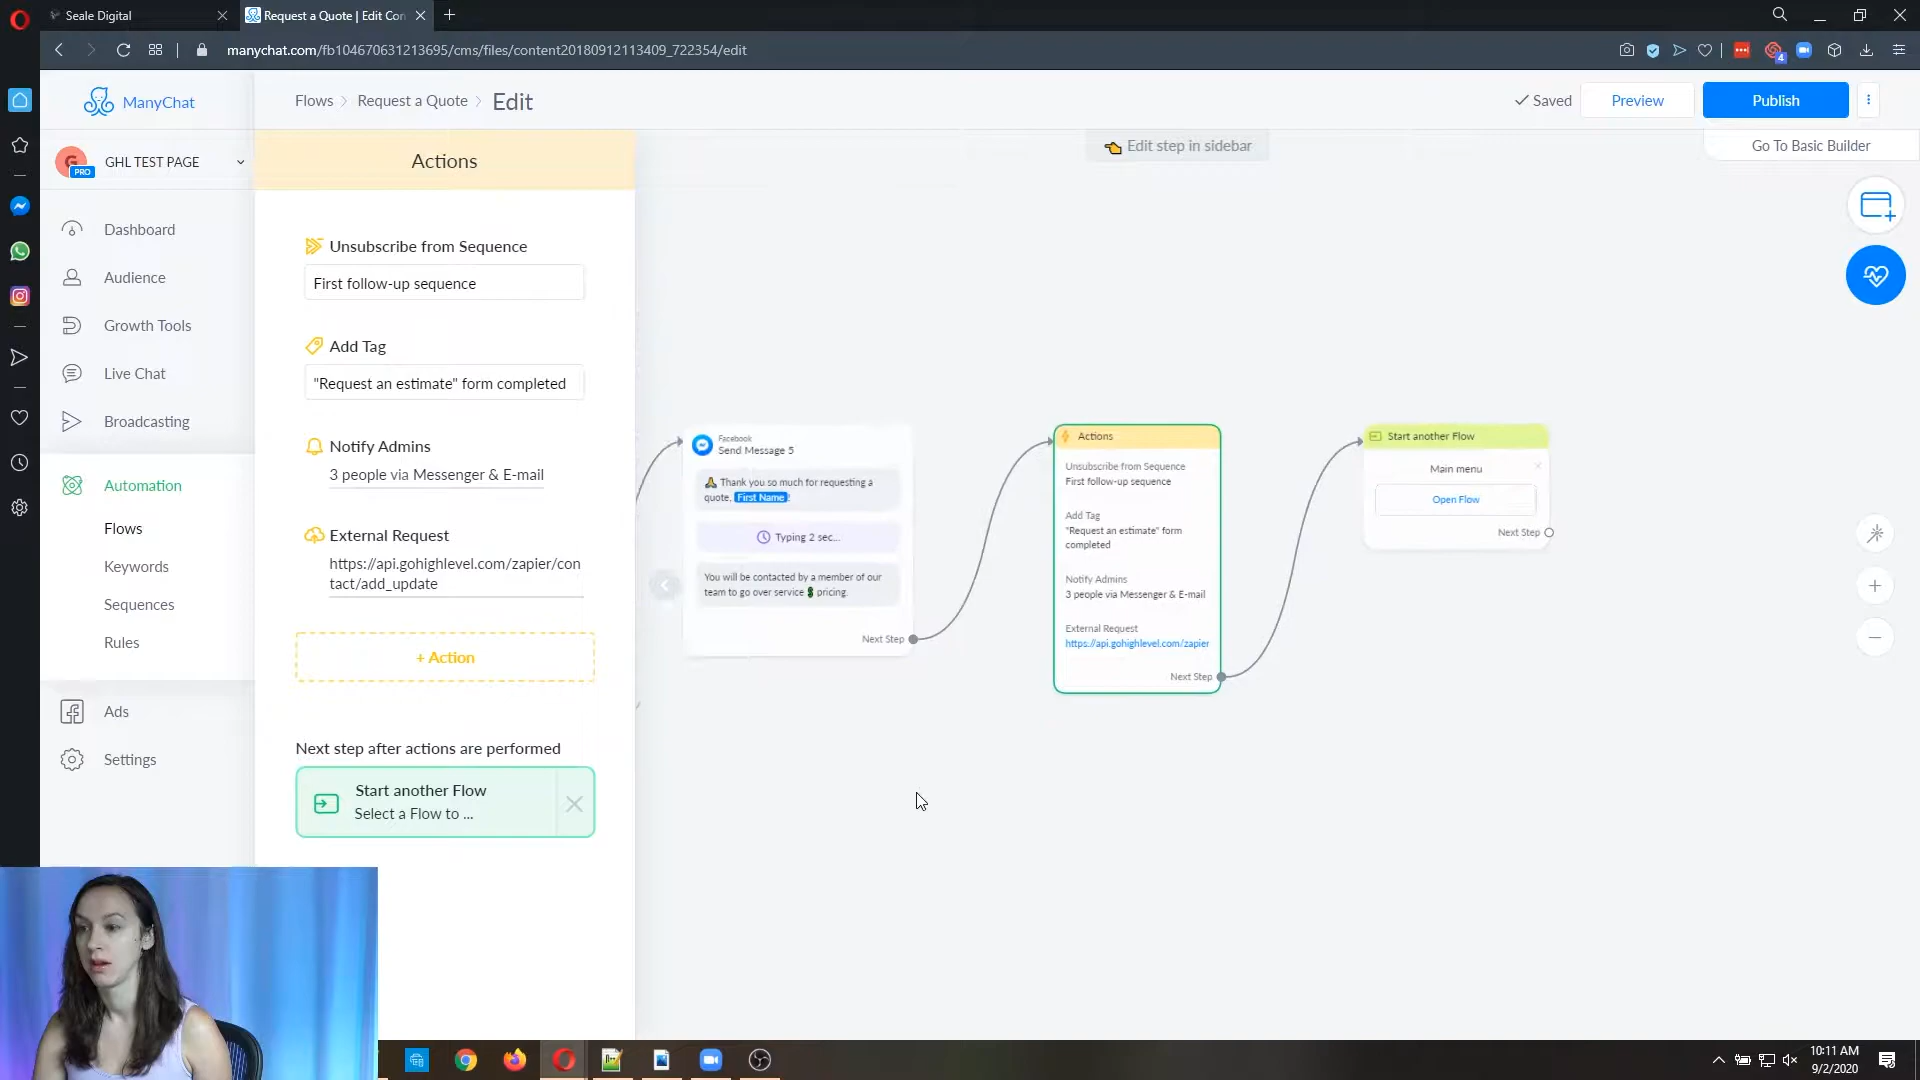 Seale Digital
Request a Quote | Edit Con
manychat.com/fb104670631213695/cms/files/content20180912113409_722354/edit
4
ManyChat
Flows
Request a Quote
Edit
Saved
Preview
Publish
Go To Basic Builder
Edit step in sidebar
G
PRO
GHL TEST PAGE
Dashboard
Audience
Growth Tools
Live Chat
Broadcasting
Automation
Flows
Keywords
Sequences
Rules
Ads
Settings
Actions
Unsubscribe from Sequence
First follow-up sequence
Add Tag
"Request an estimate" form completed
Notify Admins
3 people via Messenger & E-mail
External Request
https://api.gohighlevel.com/zapier/con
tact/add_update
+ Action
Next step after actions are performed
Start another Flow
Select a Flow to ...
Facebook
Send Message 5
🙏 Thank you so much for requesting a
quote, First Name!
Typing 2 sec...
You will be contacted by a member of our
team to go over service 💲 pricing.
Next Step
Actions
Unsubscribe from Sequence
First follow-up sequence
Add Tag
"Request an estimate" form
completed
Notify Admins
3 people via Messenger & E-mail
External Request
https://api.gohighlevel.com/zapier
Next Step
Start another Flow
Main menu
Open Flow
Next Step
10:11 AM
9/2/2020